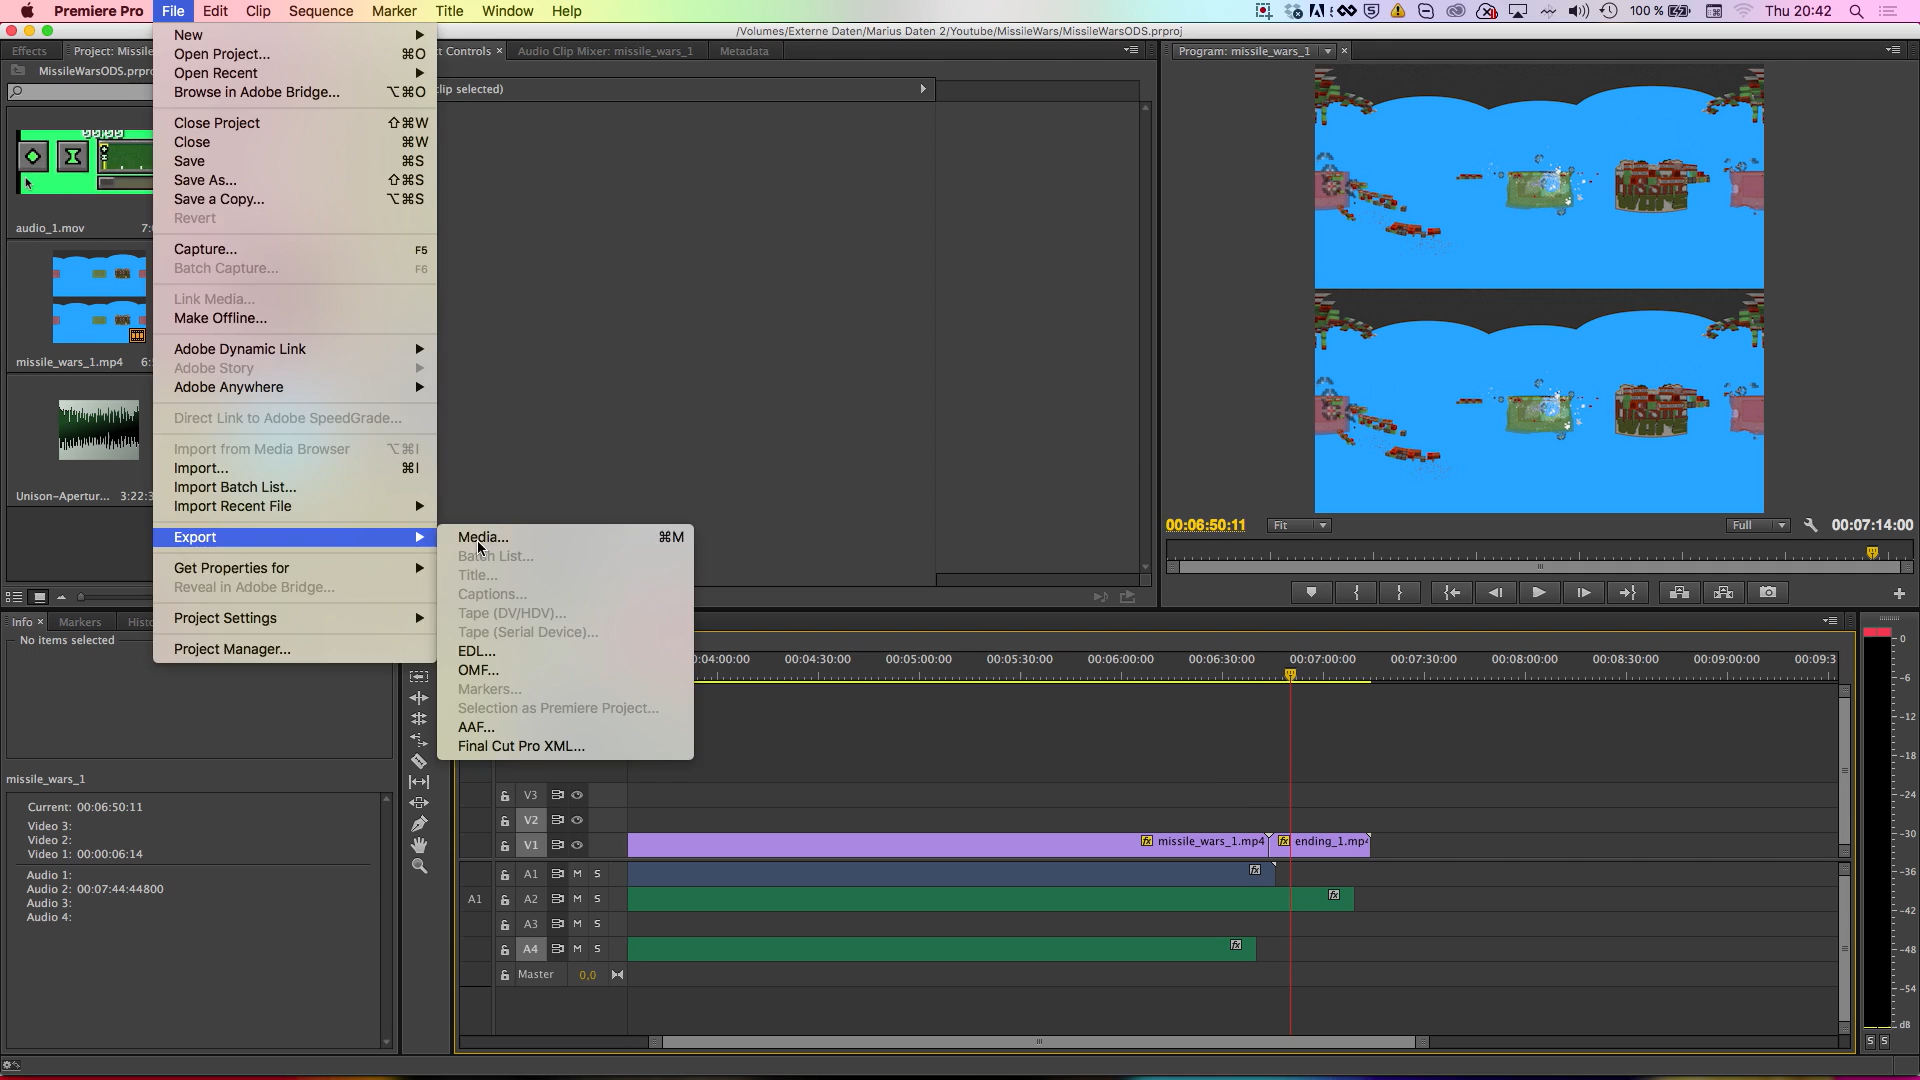 Premiere Pro File Edit Clip Sequence Marker Title Window Help
100 % Thu 20:42
/Volumes/Externe Daten/Marius Daten 2/Youtube/MissileWars/MissileWarsODS.prproj
Effects
Project: Missile
t Controls ×
Audio Clip Mixer: missile_wars_1
Metadata
Program: missile_wars_1
MissileWarsODS.prpro
clip selected)
audio_1.mov
missile_wars_1.mp4
Unison-Apertur... 3:22:3
New
Open Project... ⌘O
Open Recent
Browse in Adobe Bridge... ⌥⌘O
Close Project ⇧⌘W
Close ⌘W
Save ⌘S
Save As... ⇧⌘S
Save a Copy... ⌥⌘S
Revert
Capture... F5
Batch Capture... F6
Link Media...
Make Offline...
Adobe Dynamic Link
Adobe Story
Adobe Anywhere
Direct Link to Adobe SpeedGrade...
Import from Media Browser ⌥⌘I
Import... ⌘I
Import Batch List...
Import Recent File
Export
Get Properties for
Reveal in Adobe Bridge...
Project Settings
Project Manager...
Media... ⌘M
Batch List...
Title...
Captions...
Tape (DV/HDV)...
Tape (Serial Device)...
EDL...
OMF...
Markers...
Selection as Premiere Project...
AAF...
Final Cut Pro XML...
00:06:50:11 Fit Full 00:07:14:00
Info × Markers Histo
No items selected
missile_wars_1
Current: 00:06:50:11
Video 3:
Video 2:
Video 1: 00:00:06:14
Audio 1:
Audio 2: 00:07:44:44800
Audio 3:
Audio 4:
0:04:00:00 00:04:30:00 00:05:00:00 00:05:30:00 00:06:00:00 00:06:30:00 00:07:00:00 00:07:30:00 00:08:00:00 00:08:30:00 00:09:00:00 00:09:3
V3
V2
V1 missile_wars_1.mp4 ending_1.mp4
A1 M S
A1 A2 M S
A3 M S
A4 M S
Master 0,0
0
-6
-12
-18
-24
-30
-36
-42
-48
-54
dB
S S